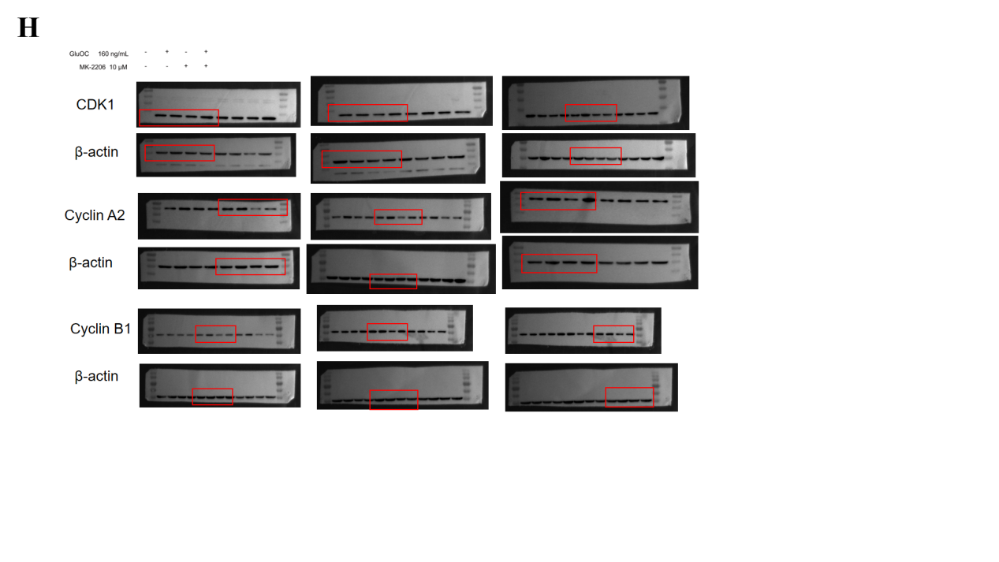 H
GluOC 160 ng/mL - + - +
MK-2206 10 μM - - + +
CDK1
β-actin
Cyclin A2
β-actin
Cyclin B1
β-actin